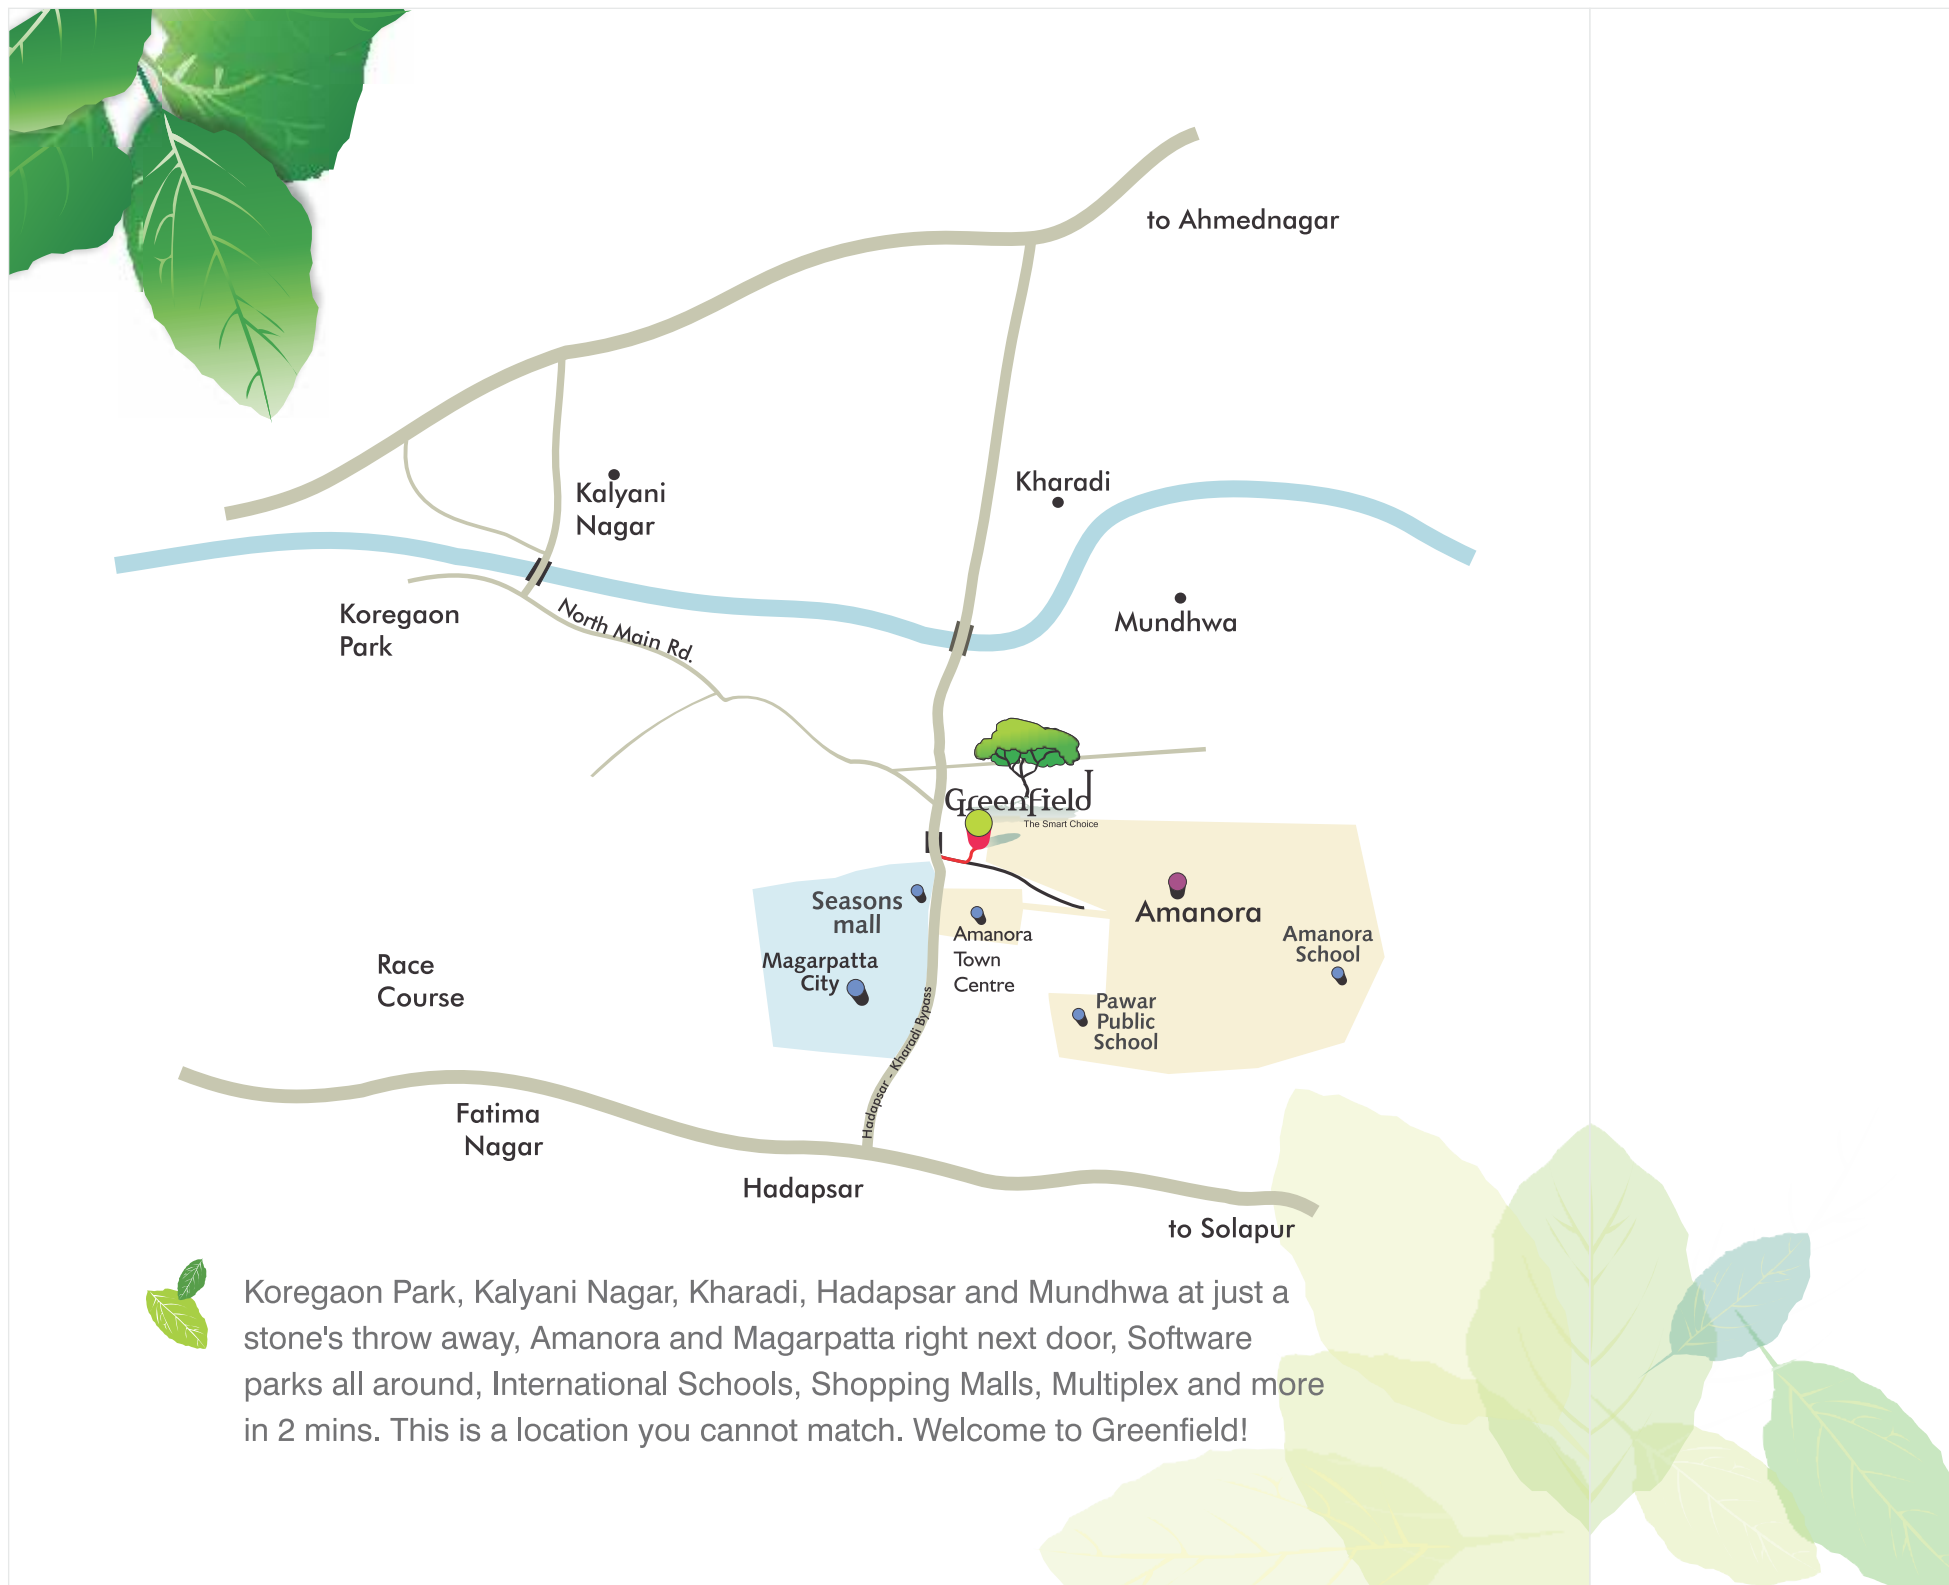 to Ahmednagar
Kalyani
Nagar
Kharadi
Koregaon
Park
North Main Rd.
Mundhwa
Greenfield
The Smart Choice
Seasons
mall
Amanora
Amanora
Town
Centre
Amanora
School
Magarpatta
City
Race
Course
Pawar
Public
School
Hadapsar - Kharadi Bypass
Fatima
Nagar
Hadapsar
to Solapur
Koregaon Park, Kalyani Nagar, Kharadi, Hadapsar and Mundhwa at just a
stone's throw away, Amanora and Magarpatta right next door, Software
parks all around, International Schools, Shopping Malls, Multiplex and more
in 2 mins. This is a location you cannot match. Welcome to Greenfield!